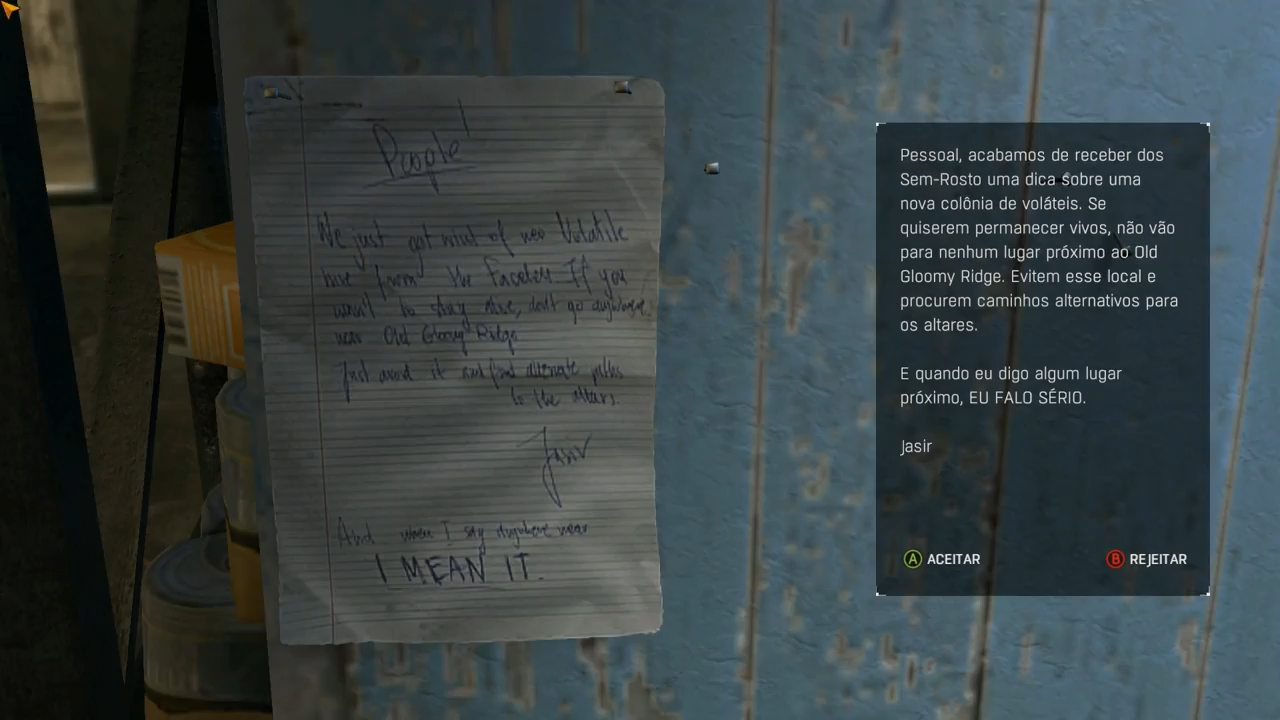 People!
We just got wind of new Volatile
hive from the Faceless. If you
want to stay alive, don't go anywhere
near Old Gloomy Ridge.
Just avoid it and find alternate paths
to the altars.
Jasir
And when I say anywhere near
I MEAN IT.
Pessoal, acabamos de receber dos
Sem-Rosto uma dica sobre uma
nova colônia de voláteis. Se
quiserem permanecer vivos, não vão
para nenhum lugar próximo ao Old
Gloomy Ridge. Evitem esse local e
procurem caminhos alternativos para
os altares.
E quando eu digo algum lugar
próximo, EU FALO SÉRIO.
Jasir
A ACEITAR
B REJEITAR